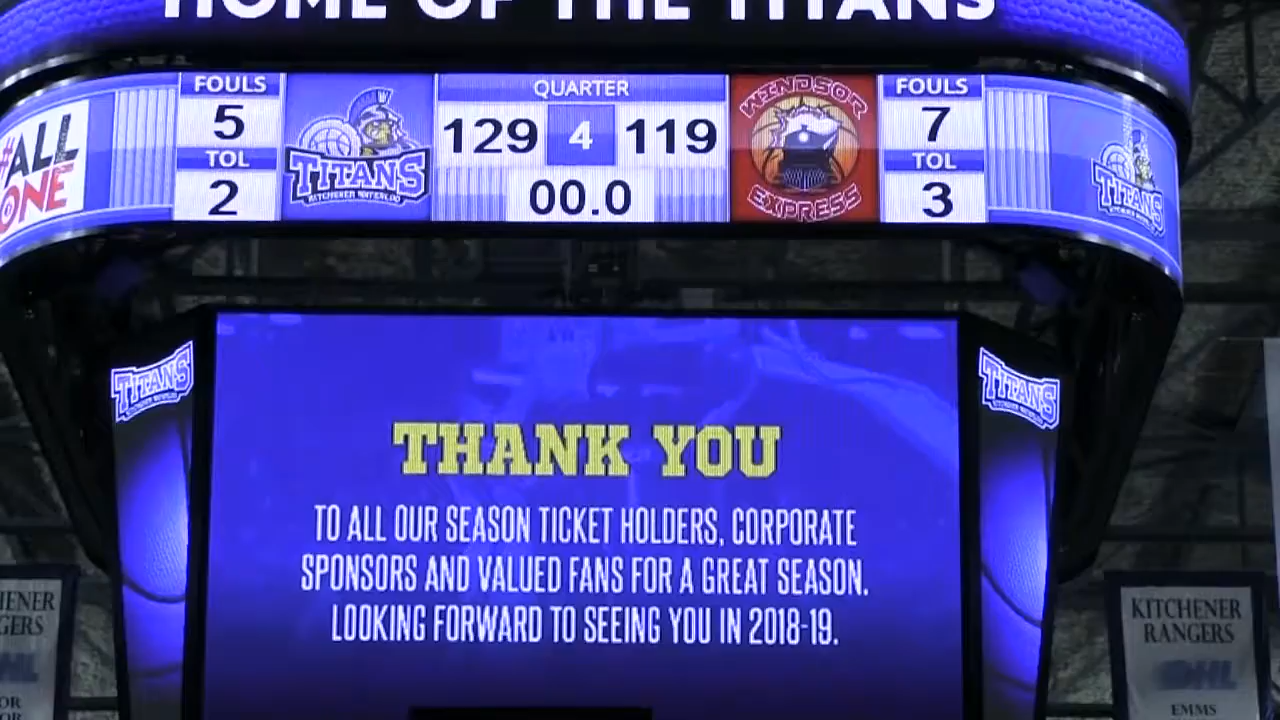 HOME OF THE TITANS
#ALL
ONE
FOULS
5
TOL
2
TITANS
KITCHENER WATERLOO
QUARTER
129 4 119
00.0
WINDSOR
EXPRESS
FOULS
7
TOL
3
TITANS
KITCHENER WATERLOO
TITANS
TITANS
THANK YOU
TO ALL OUR SEASON TICKET HOLDERS, CORPORATE
SPONSORS AND VALUED FANS FOR A GREAT SEASON.
LOOKING FORWARD TO SEEING YOU IN 2018-19.
KITCHENER
RANGERS
OHL
EMMS